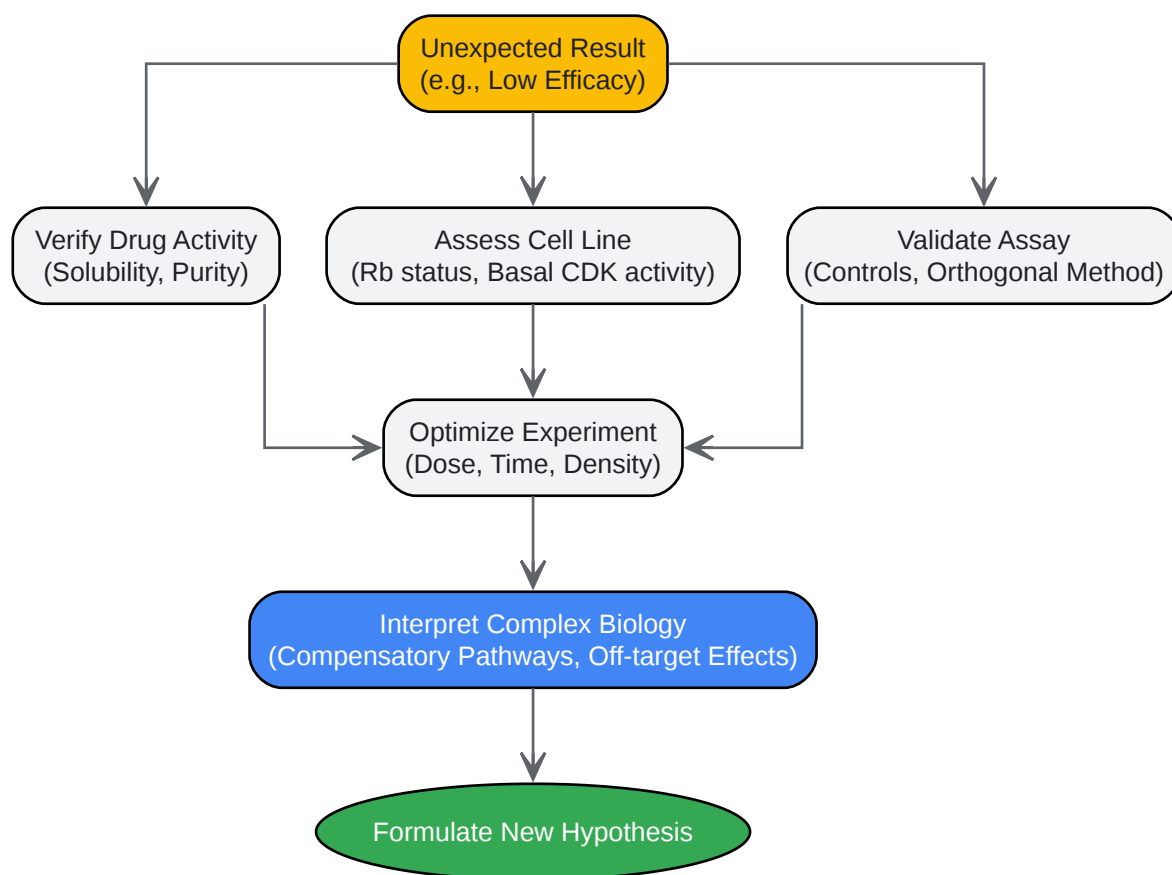 Unexpected Result
(e.g., Low Efficacy)
Verify Drug Activity
(Solubility, Purity)
Assess Cell Line
(Rb status, Basal CDK activity)
Validate Assay
(Controls, Orthogonal Method)
Optimize Experiment
(Dose, Time, Density)
Interpret Complex Biology
(Compensatory Pathways, Off-target Effects)
Formulate New Hypothesis